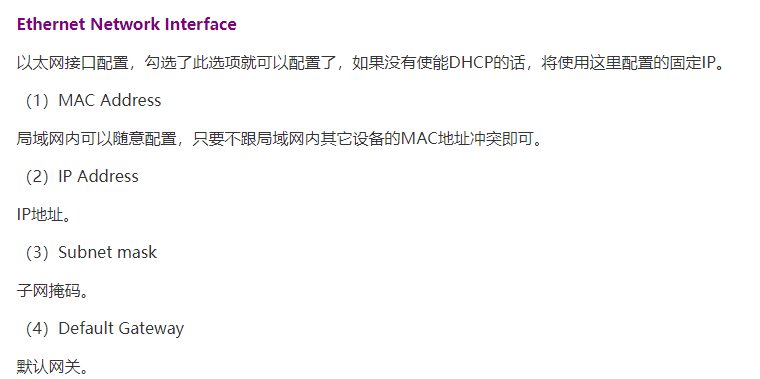 Ethernet Network Interface
以太网接口配置，勾选了此选项就可以配置了，如果没有使能DHCP的话，将使用这里配置的固定IP。
（1）MAC Address
局域网内可以随意配置，只要不跟局域网内其它设备的MAC地址冲突即可。
（2）IP Address
IP地址。
（3）Subnet mask
子网掩码。
（4）Default Gateway
默认网关。